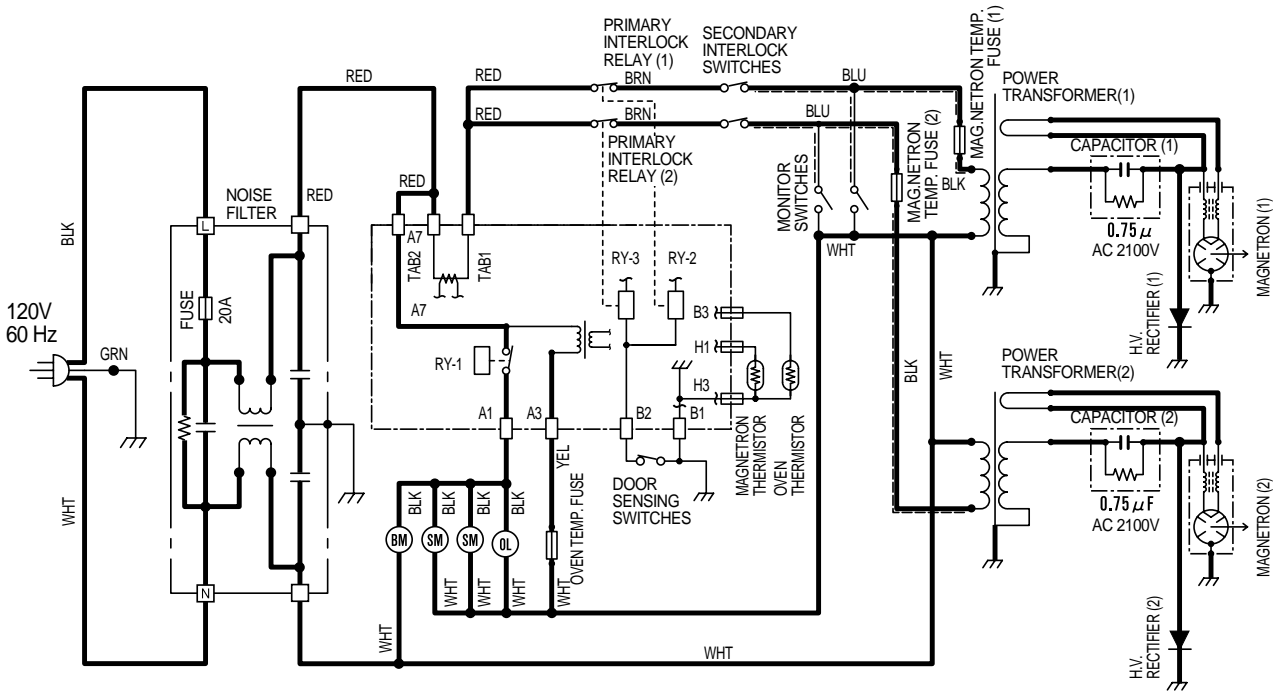 PRIMARY
INTERLOCK
RELAY (1)
SECONDARY
INTERLOCK
SWITCHES
MAG.NETRON TEMP.
FUSE (1)
POWER
TRANSFORMER(1)
RED
RED
BRN
BLU
RED
BRN
BLU
PRIMARY
INTERLOCK
RELAY (2)
MAG.NETRON
TEMP. FUSE (2)
MONITOR
SWITCHES
CAPACITOR (1)
BLK
0.75 μ
AC 2100V
MAGNETRON (1)
H.V.
RECTIFIER (1)
NOISE
FILTER
RED
RED
BLK
L
FUSE
20A
120V
60 Hz
GRN
WHT
N
A7
TAB2
TAB1
A7
RY-3
RY-2
B3
H1
H3
RY-1
A1
A3
B2
B1
WHT
BLK
WHT
YEL
DOOR
SENSING
SWITCHES
MAGNETRON
THERMISTOR
OVEN
THERMISTOR
BLK
BLK
BLK
BLK
BM
SM
SM
OL
OVEN TEMP. FUSE
WHT
WHT
WHT
WHT
WHT
WHT
POWER
TRANSFORMER(2)
CAPACITOR (2)
0.75 μF
AC 2100V
MAGNETRON (2)
H.V.
RECTIFIER (2)